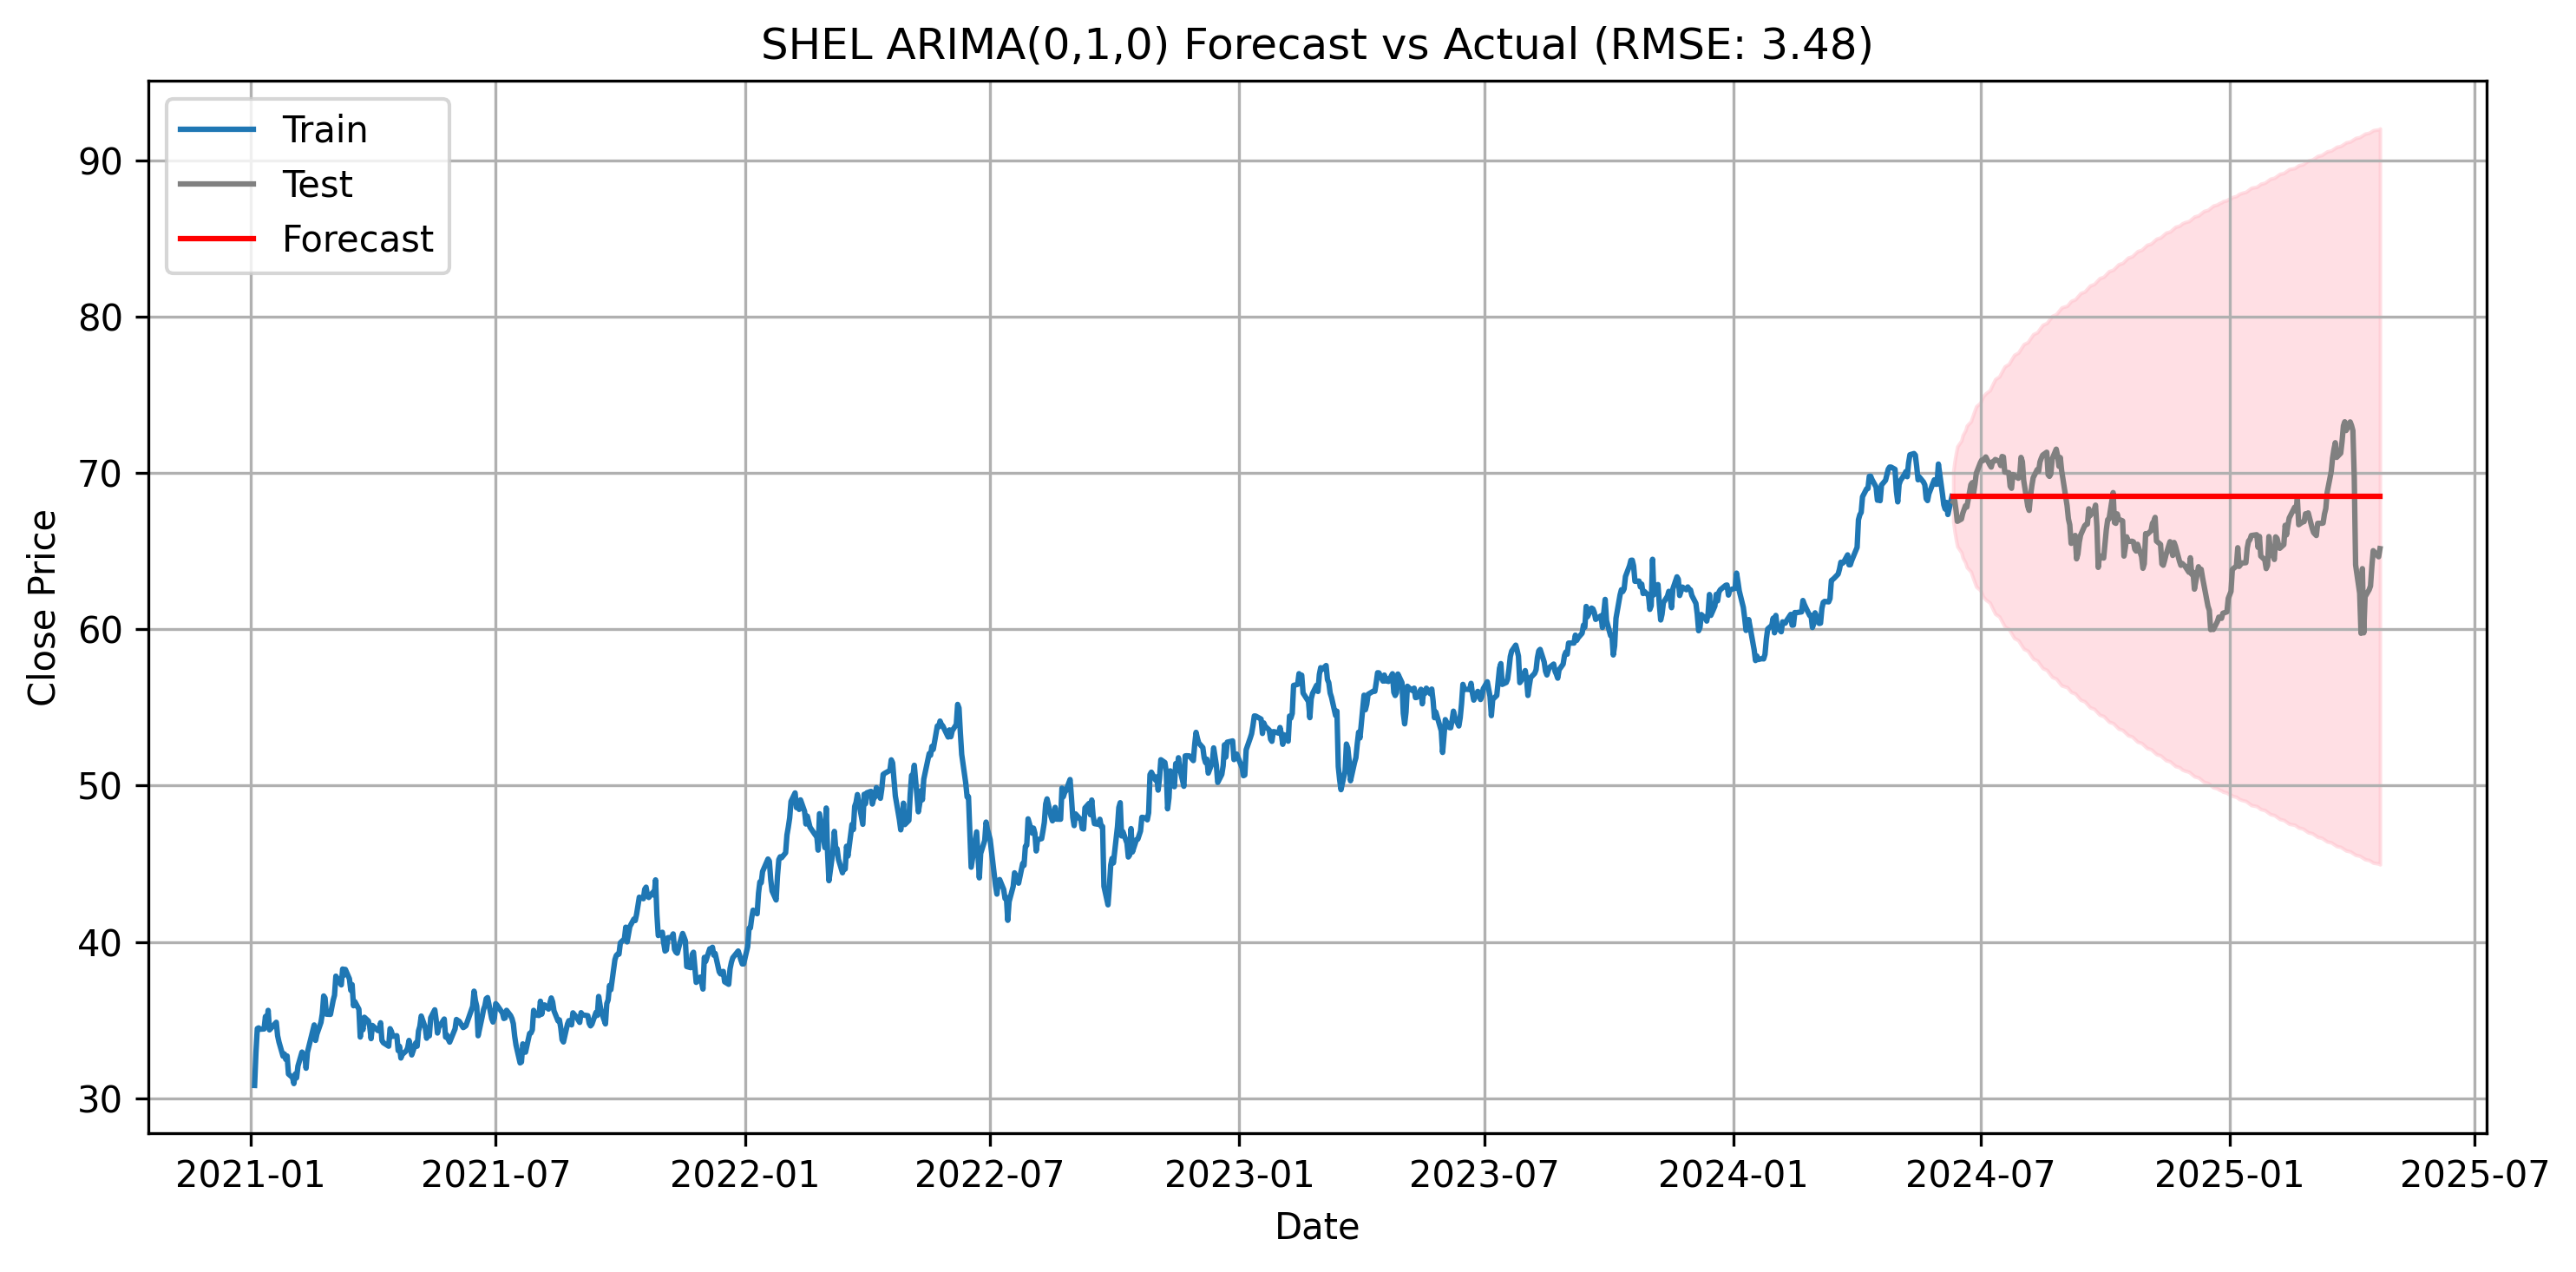 SHEL ARIMA(0,1,0) Forecast vs Actual (RMSE: 3.48)
Train
Test
Forecast
Close Price
90
80
70
60
50
40
30
2021-01 2021-07 2022-01 2022-07 2023-01 2023-07 2024-01 2024-07 2025-01 2025-07
Date